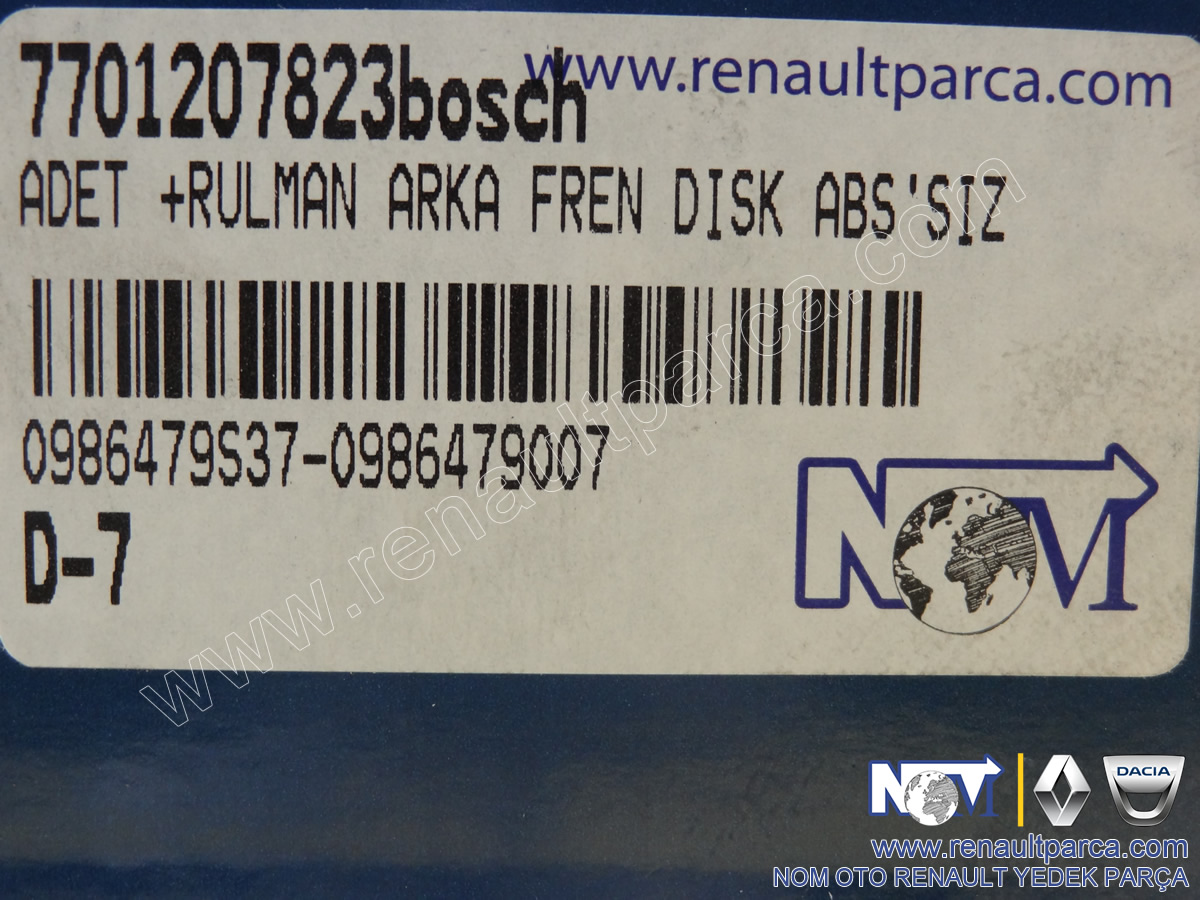 7701207823bosch
www.renaultparca.com
ADET +RULMAN ARKA FREN DISK ABS'SIZ
0986479S37-0986479007
D-7
NOM
www.renaultparca.com
NOM
DACIA
www.renaultparca.com
NOM OTO RENAULT YEDEK PARÇA